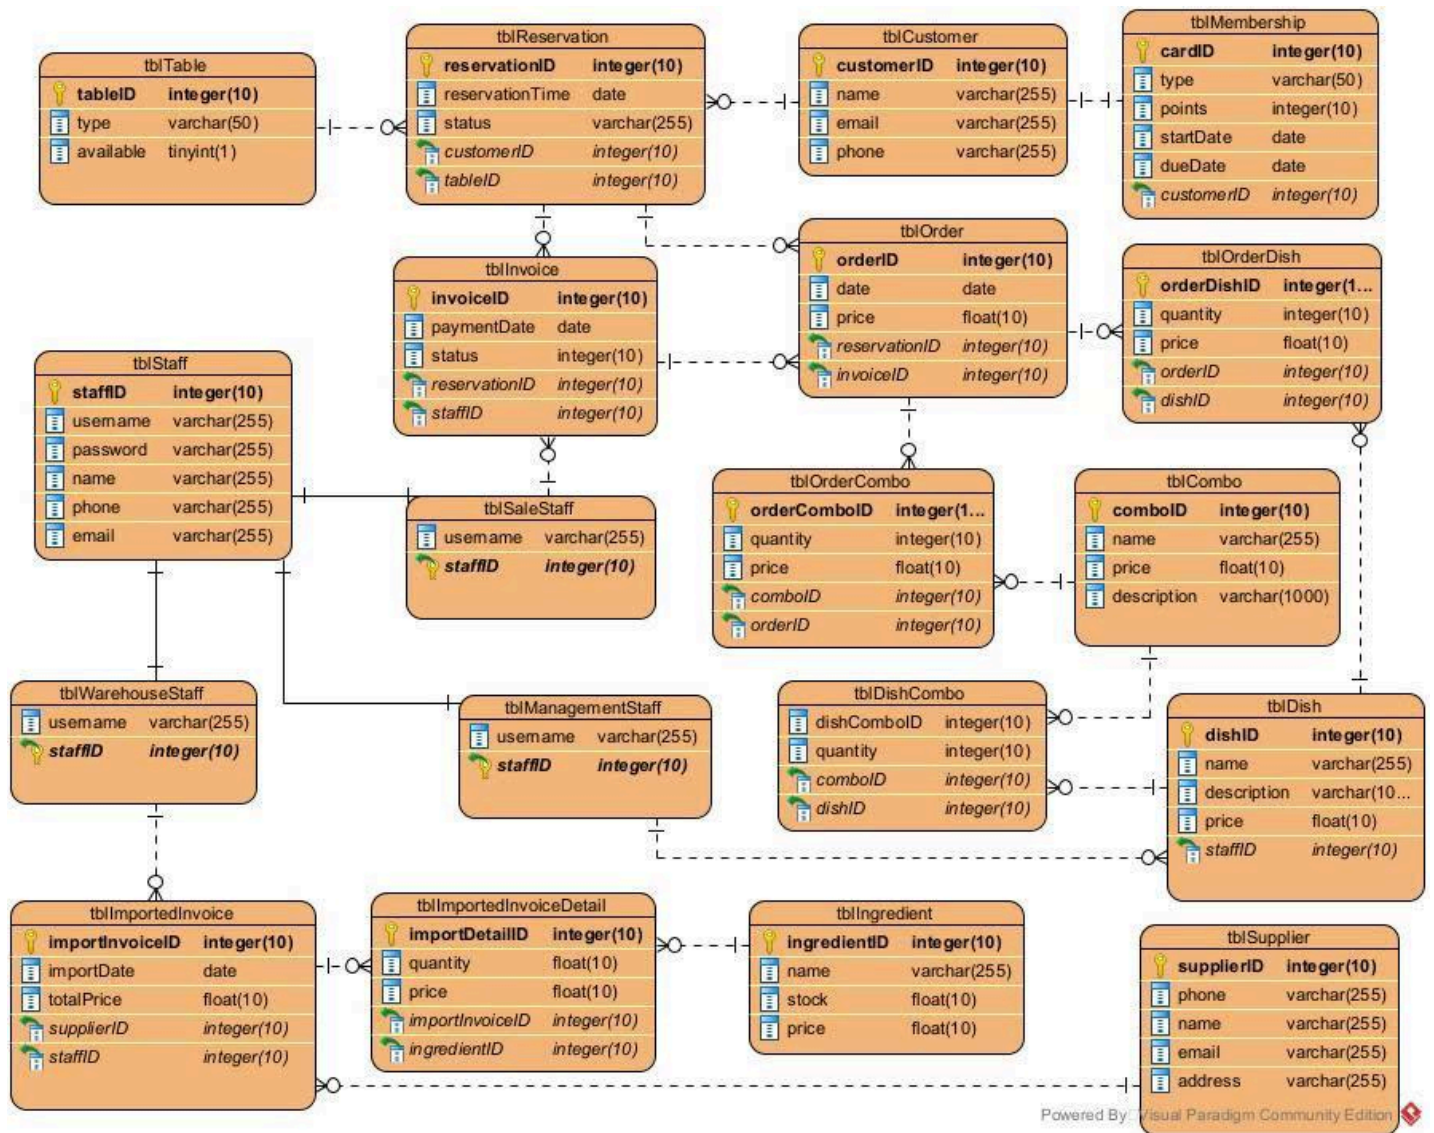 tblTable
tableID integer(10)
type varchar(50)
available tinyint(1)
tblReservation
reservationID integer(10)
reservationTime date
status varchar(255)
customerID integer(10)
tableID integer(10)
tblCustomer
customerID integer(10)
name varchar(255)
email varchar(255)
phone varchar(255)
tblMembership
cardID integer(10)
type varchar(50)
points integer(10)
startDate date
dueDate date
customerID integer(10)
tblInvoice
invoiceID integer(10)
paymentDate date
status integer(10)
reservationID integer(10)
staffID integer(10)
tblOrder
orderID integer(10)
date date
price float(10)
reservationID integer(10)
invoiceID integer(10)
tblOrderDish
orderDishID integer(1...
quantity integer(10)
price float(10)
orderID integer(10)
dishID integer(10)
tblStaff
staffID integer(10)
username varchar(255)
password varchar(255)
name varchar(255)
phone varchar(255)
email varchar(255)
tblSaleStaff
username varchar(255)
staffID integer(10)
tblOrderCombo
orderComboID integer(1...
quantity integer(10)
price float(10)
comboID integer(10)
orderID integer(10)
tblCombo
comboID integer(10)
name varchar(255)
price float(10)
description varchar(1000)
tblWarehouseStaff
username varchar(255)
staffID integer(10)
tblManagementStaff
username varchar(255)
staffID integer(10)
tblDishCombo
dishComboID integer(10)
quantity integer(10)
comboID integer(10)
dishID integer(10)
tblDish
dishID integer(10)
name varchar(255)
description varchar(10...
price float(10)
staffID integer(10)
tblImportedInvoice
importInvoiceID integer(10)
importDate date
totalPrice float(10)
supplierID integer(10)
staffID integer(10)
tblImportedInvoiceDetail
importDetailID integer(10)
quantity float(10)
price float(10)
importInvoiceID integer(10)
ingredientID integer(10)
tblIngredient
ingredientID integer(10)
name varchar(255)
stock float(10)
price float(10)
tblSupplier
supplierID integer(10)
phone varchar(255)
name varchar(255)
email varchar(255)
address varchar(255)
Powered By Visual Paradigm Community Edition